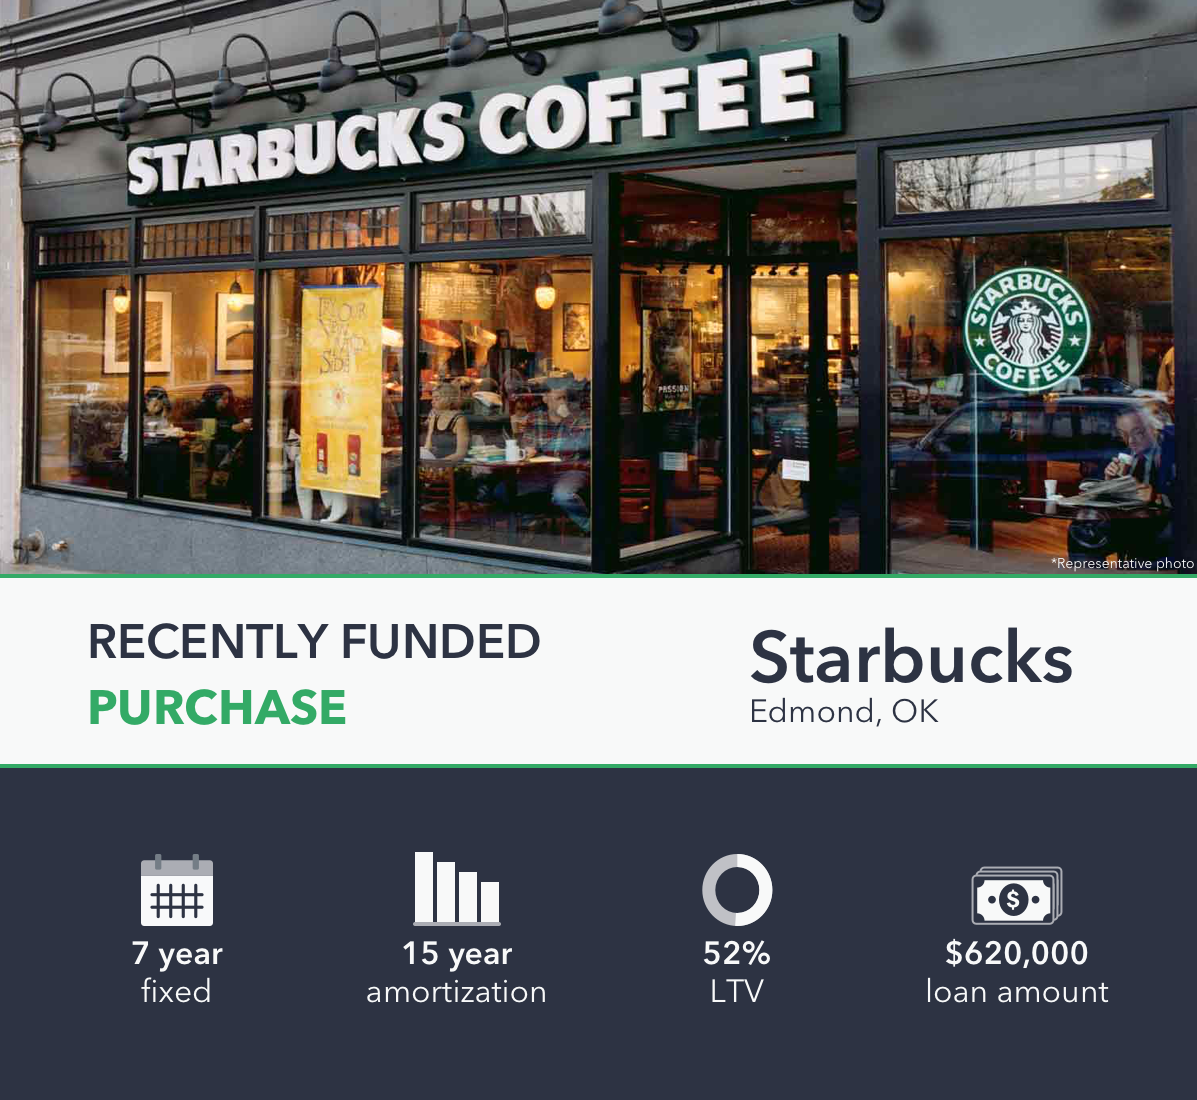 STARBUCKS COFFEE
STARBUCKS
COFFEE
PASSION
*Representative photo
RECENTLY FUNDED
PURCHASE
Starbucks
Edmond, OK
7 year
fixed
15 year
amortization
52%
LTV
$
$620,000
loan amount